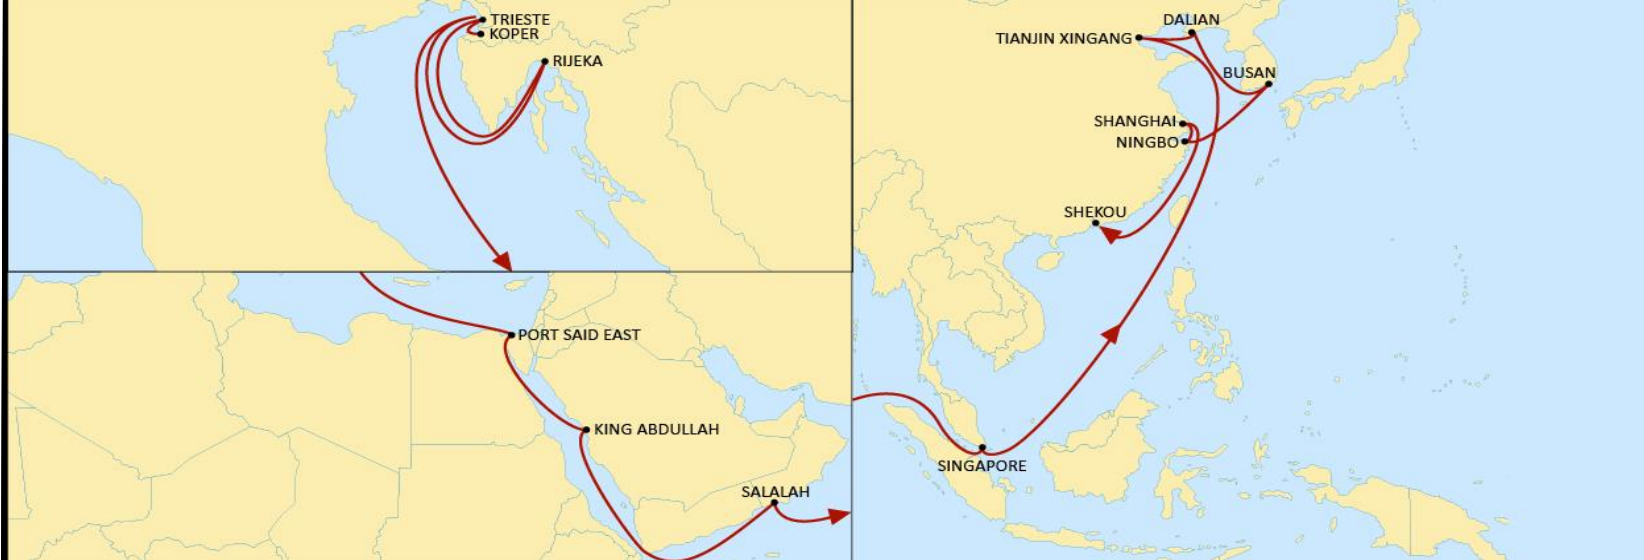 TRIESTE
KOPER
RIJEKA
PORT SAID EAST
KING ABDULLAH
SALALAH
DALIAN
TIANJIN XINGANG
BUSAN
SHANGHAI
NINGBO
SHEKOU
SINGAPORE